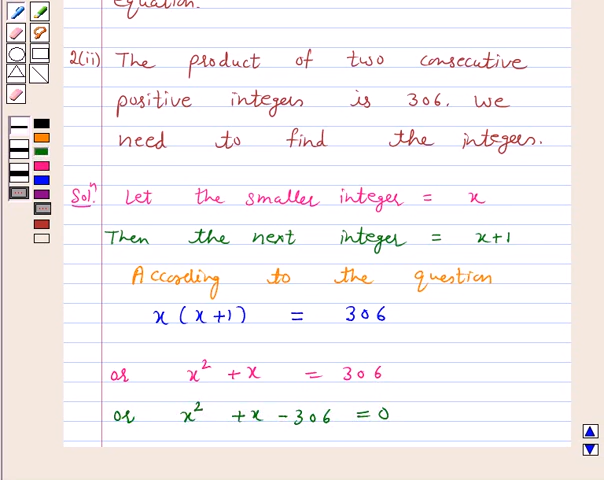 equation.
2(ii) The product of two consecutive
positive integers is 306. We
need to find the integers.
Solⁿ. Let the smaller integer = x
Then the next integer = x+1
According to the question
x (x+1) = 306
or x² + x = 306
or x² + x - 306 = 0